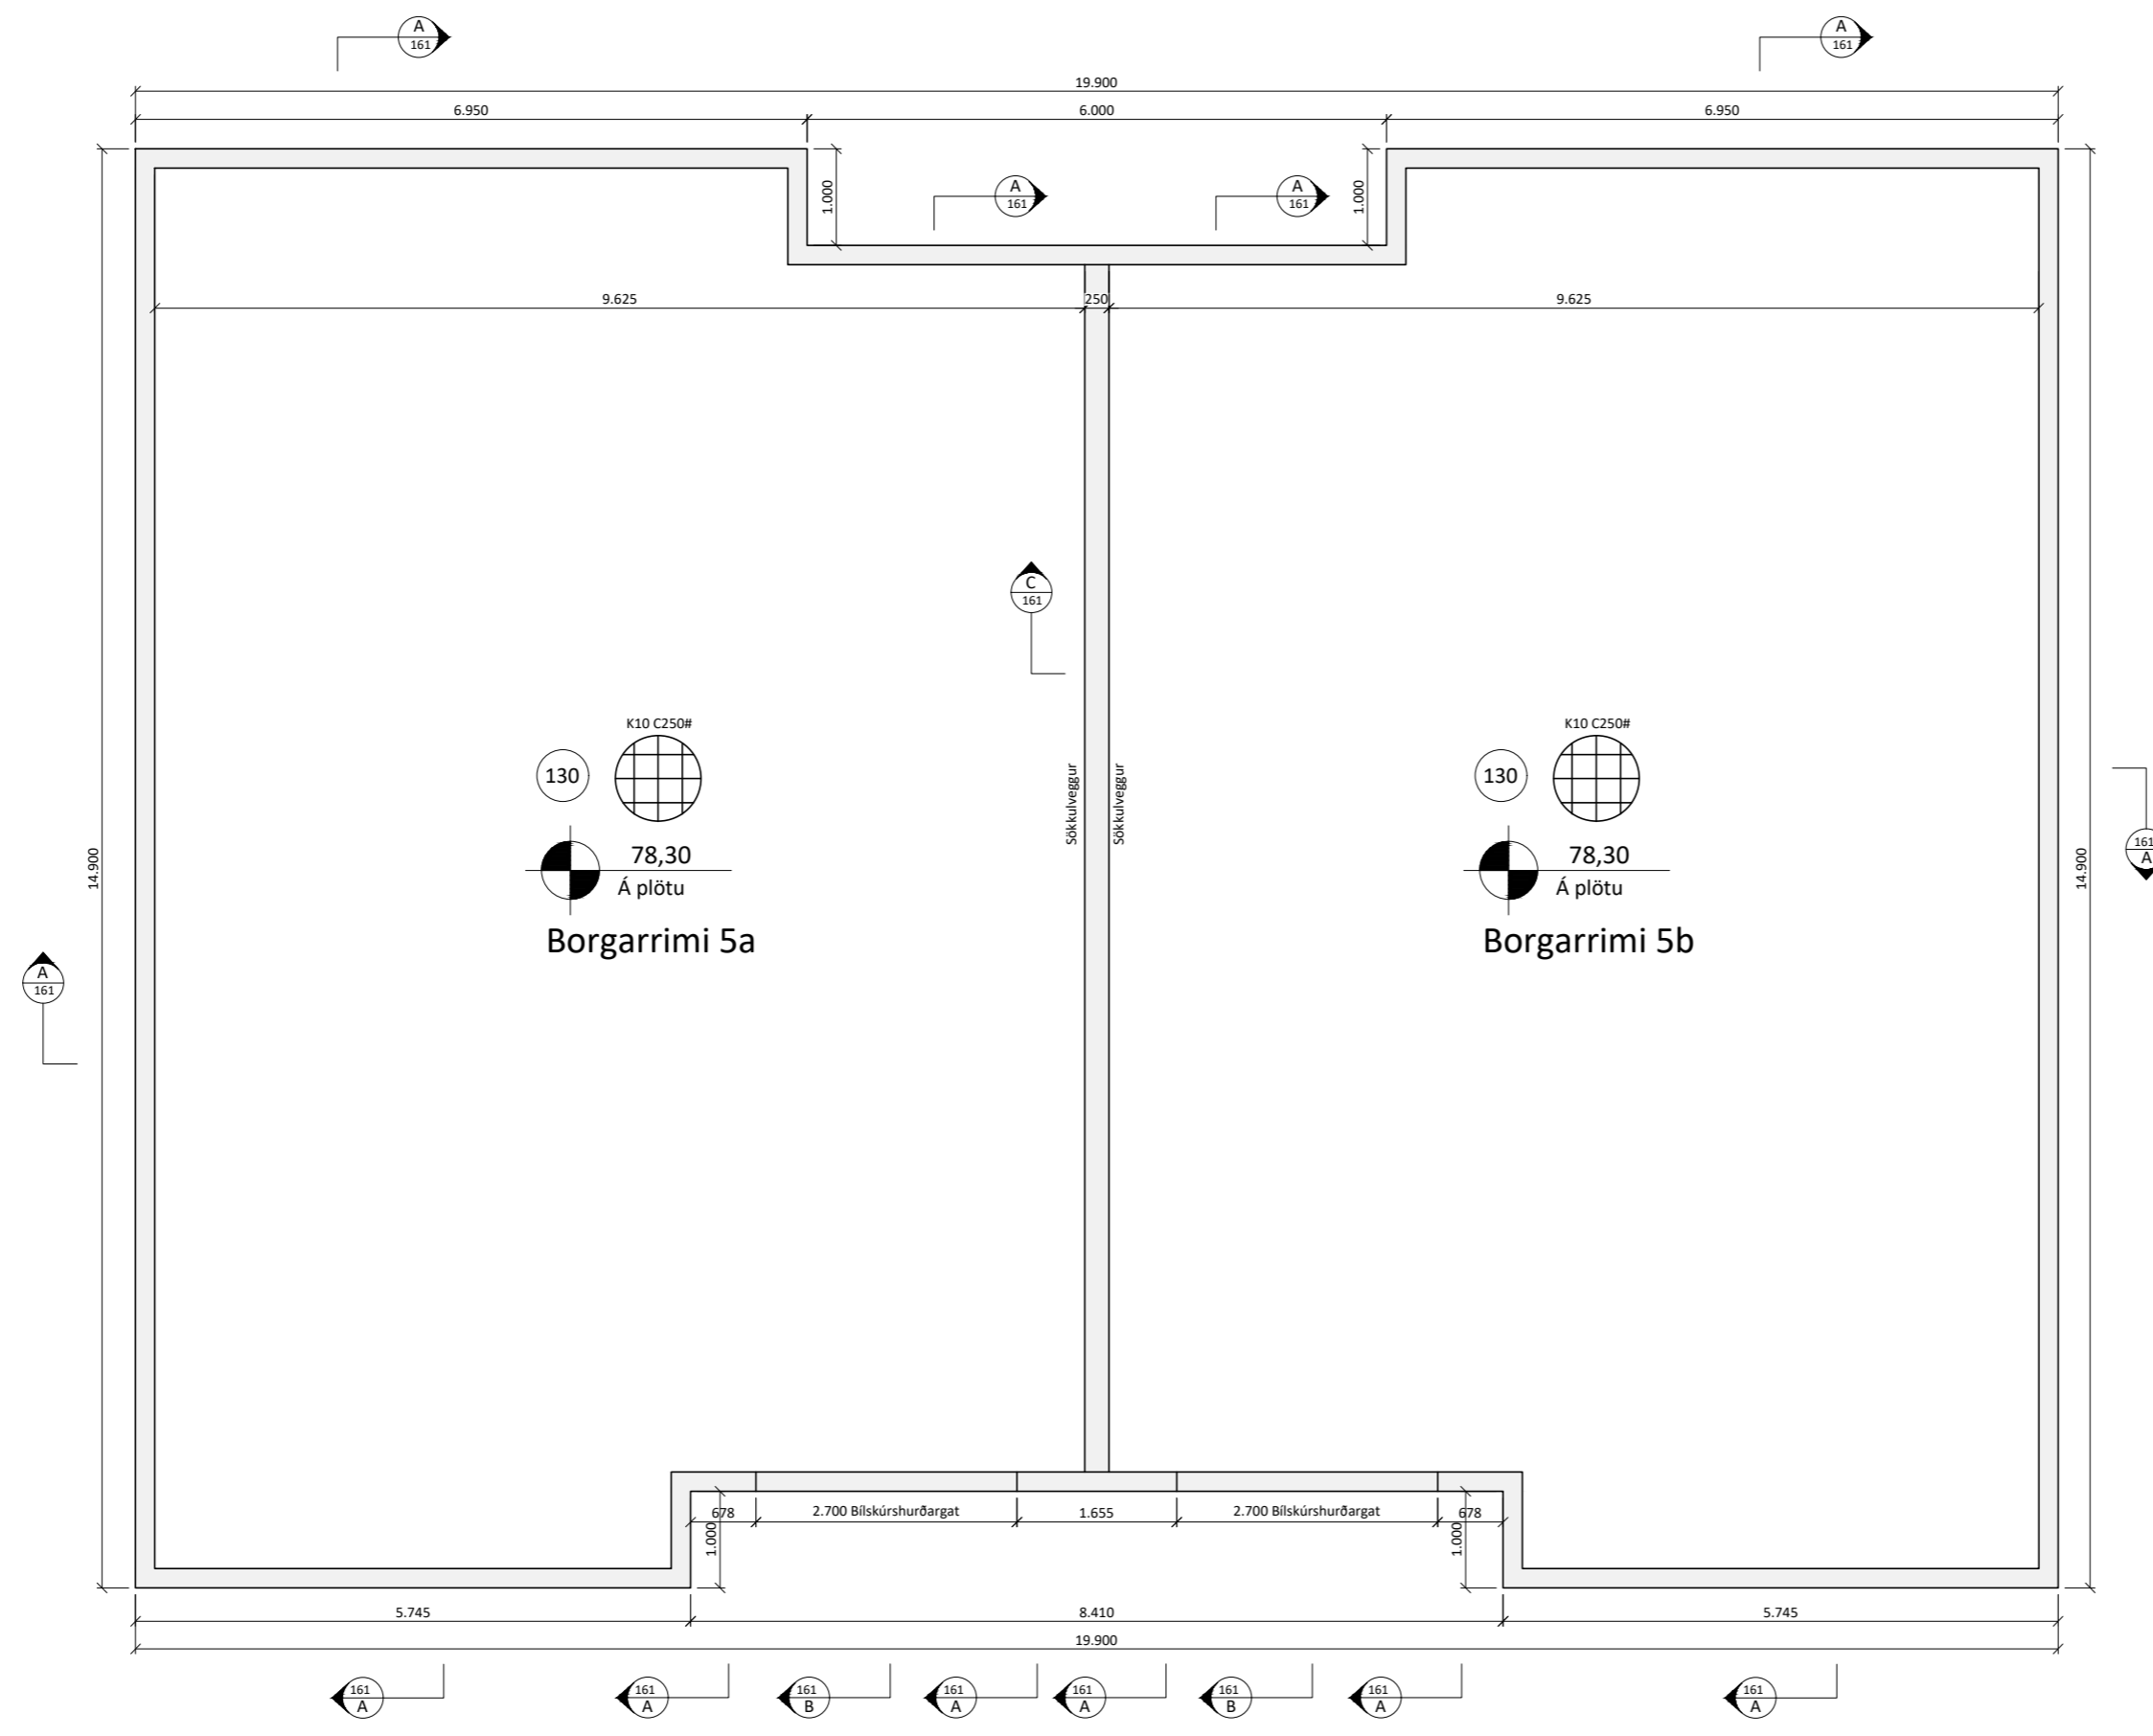 A
161
A
161
19.900
6.950 6.000 6.950
1.000
A
161
A
161
1.000
9.625 250 9.625
C
161
K10 C250#
130
K10 C250#
130
Sökkulveggur
Sökkulveggur
78,30
Á plötu
78,30
Á plötu
Borgarrimi 5a
Borgarrimi 5b
14.900
14.900
161
A
A
161
678 2.700 Bílskúrshurðargat 1.655 2.700 Bílskúrshurðargat 678
1.000
1.000
5.745 8.410 5.745
19.900
161
A
161
A
161
B
161
A
161
A
161
B
161
A
161
A